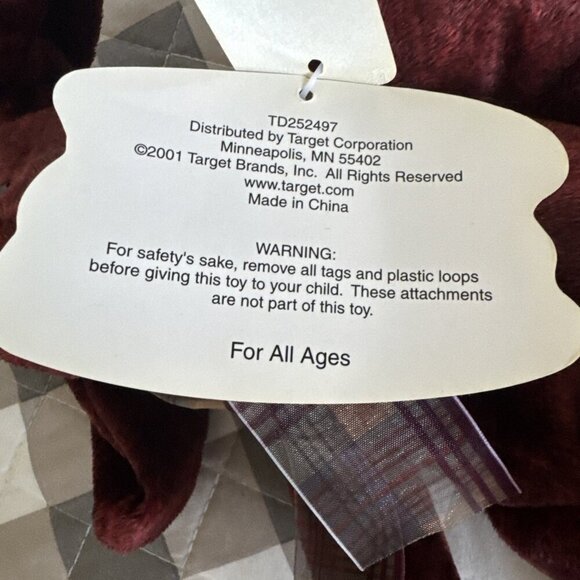 TD252497
Distributed by Target Corporation
Minneapolis, MN 55402
©2001 Target Brands, Inc. All Rights Reserved
www.target.com
Made in China
WARNING:
For safety's sake, remove all tags and plastic loops
before giving this toy to your child. These attachments
are not part of this toy.
For All Ages